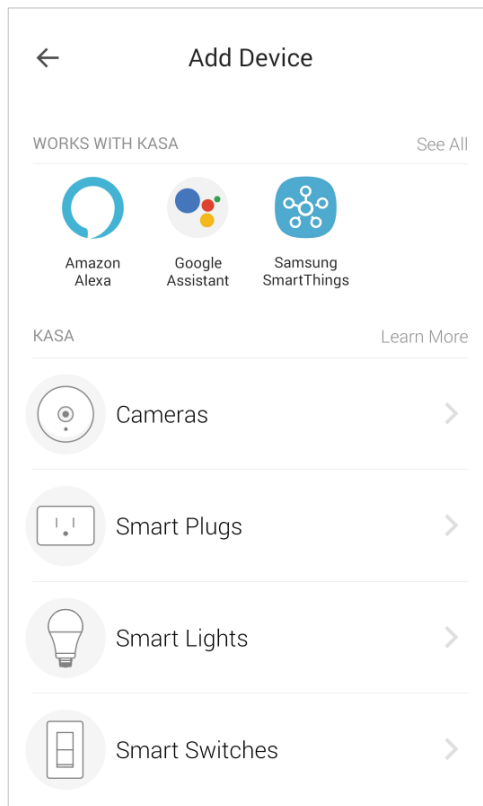 Add Device
WORKS WITH KASA See All
Amazon Alexa
Google Assistant
Samsung SmartThings
KASA Learn More
Cameras
Smart Plugs
Smart Lights
Smart Switches